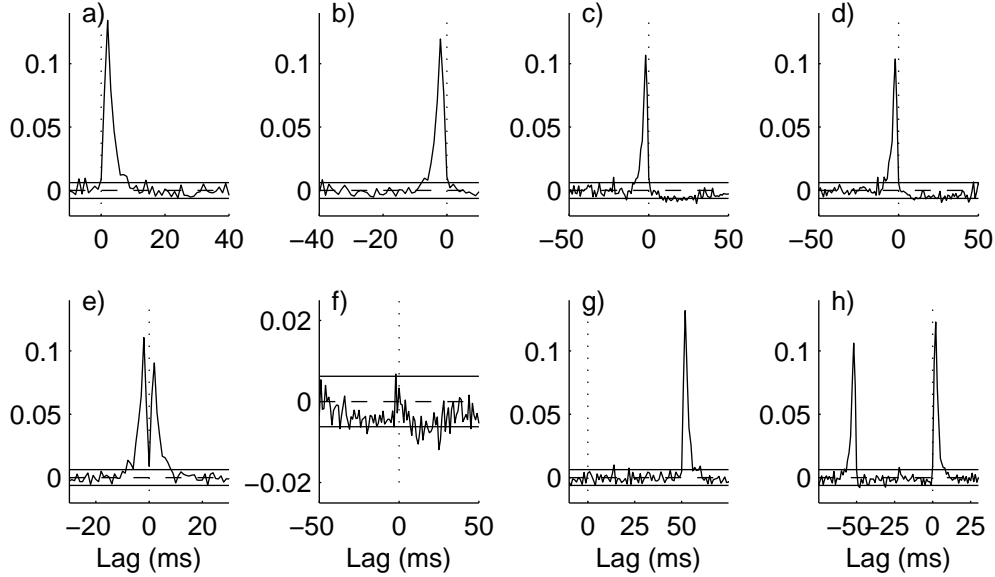 a) b) c) d)
0.1 0.1 0.1 0.1
0.05 0.05 0.05 0.05
0 0 0 0
0 20 40 −40 −20 0 −50 0 50 −50 0 50
e) f) g) h)
0.02
0.1 0.1 0.1
0.05 0 0.05 0.05
0 −0.02 0 0
−20 0 20 −50 0 50 0 25 50 −50 −25 0 25
Lag (ms) Lag (ms) Lag (ms) Lag (ms)